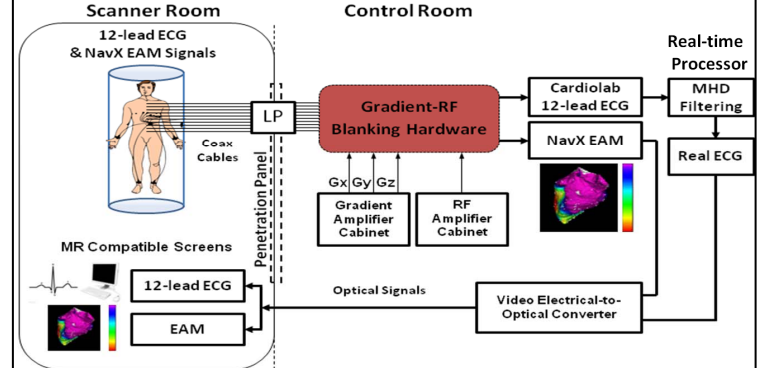 Scanner Room
Control Room
12-lead ECG
& NavX EAM Signals
Coax
Cables
LP
Penetration Panel
Gradient-RF
Blanking Hardware
Gx Gy Gz
Gradient
Amplifier
Cabinet
RF
Amplifier
Cabinet
Cardiolab
12-lead ECG
NavX EAM
Real-time
Processor
MHD
Filtering
Real ECG
MR Compatible Screens
12-lead ECG
EAM
Optical Signals
Video Electrical-to-
Optical Converter